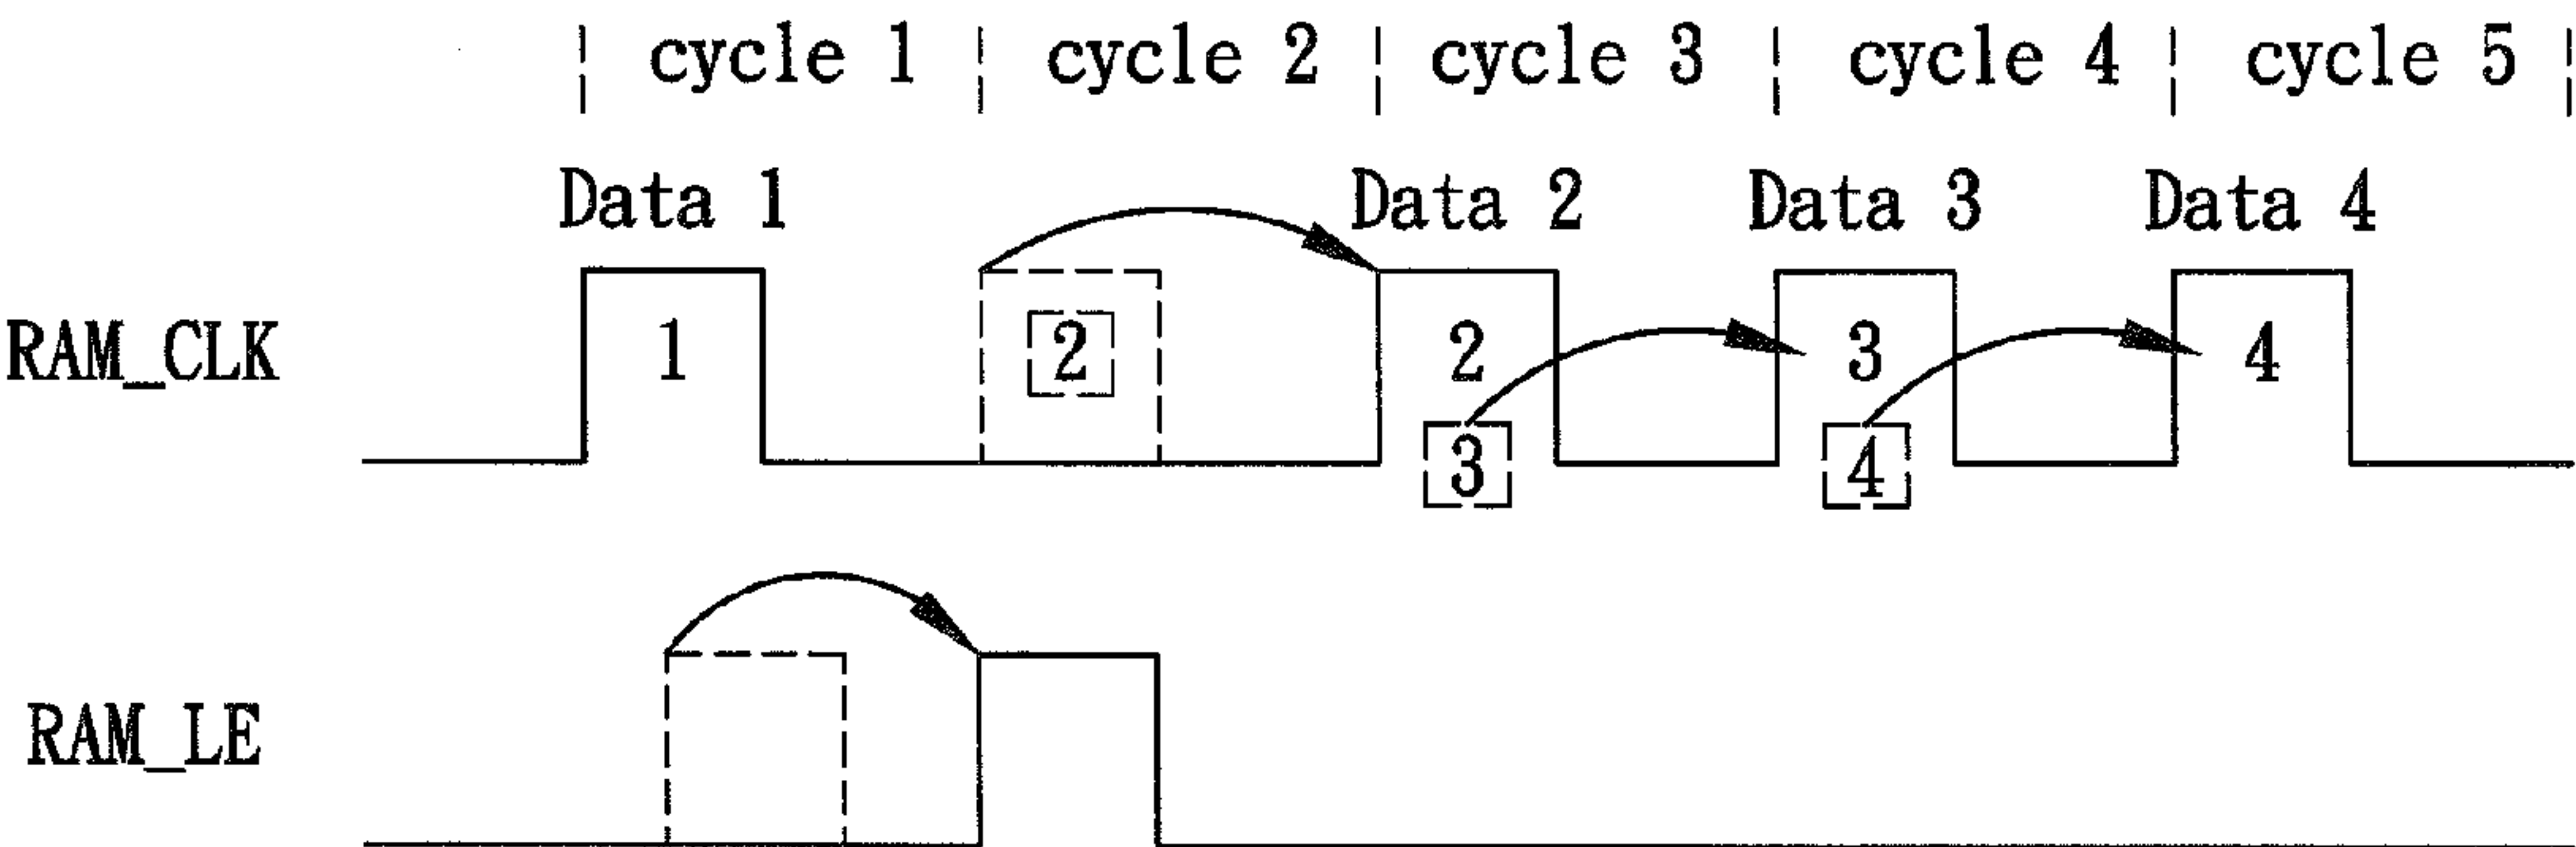 cycle 1 cycle 2 cycle 3 cycle 4 cycle 5
Data 1 Data 2 Data 3 Data 4
RAM_CLK 1 2 2 3 4
3 4
RAM_LE